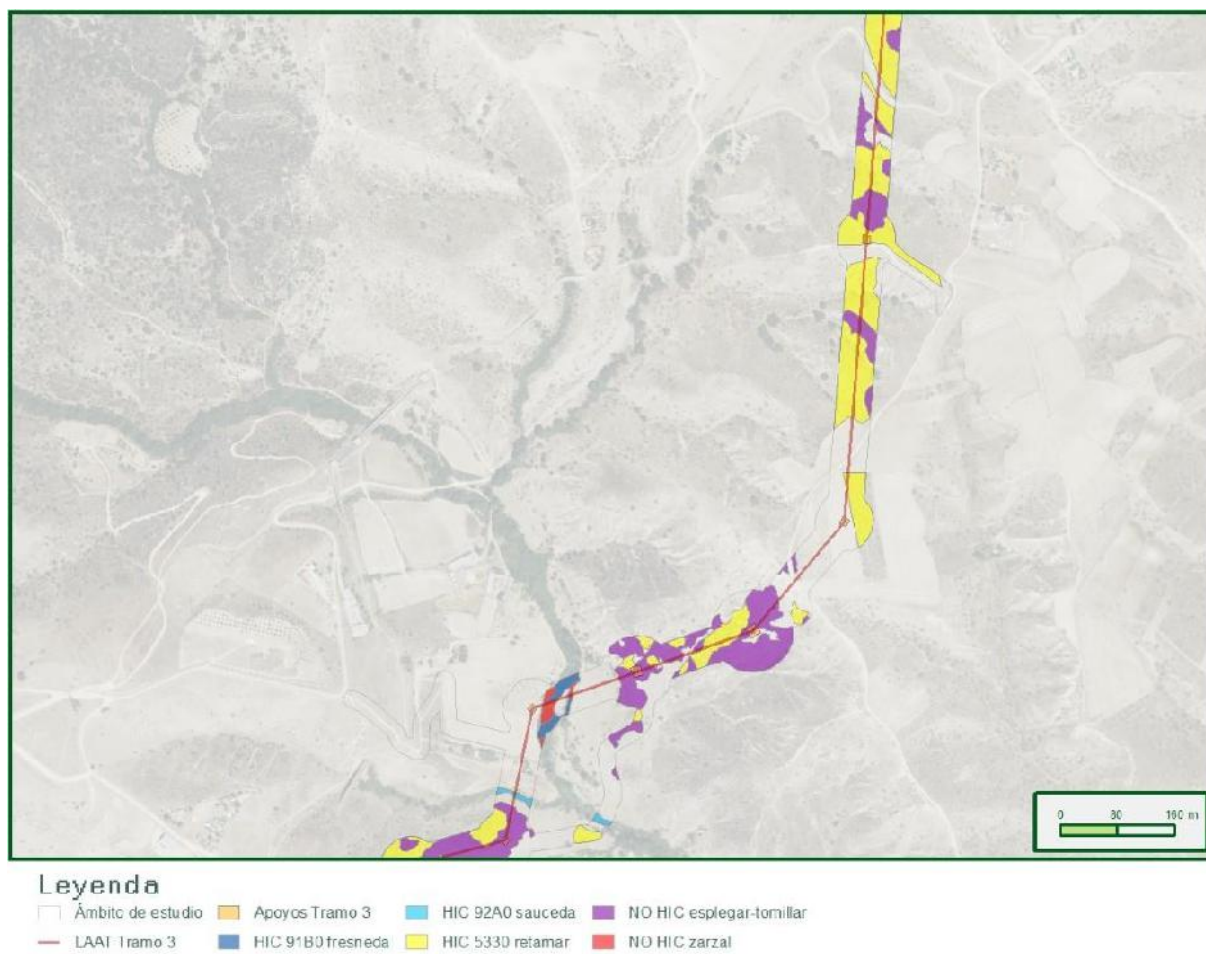 0 80 160 m
Leyenda
Ámbito de estudio Apoyos Tramo 3 HIC 92A0 sauceda NO HIC esplegar-tomillar
LAAT Tramo 3 HIC 91B0 fresneda HIC 5330 retamar NO HIC zarzal